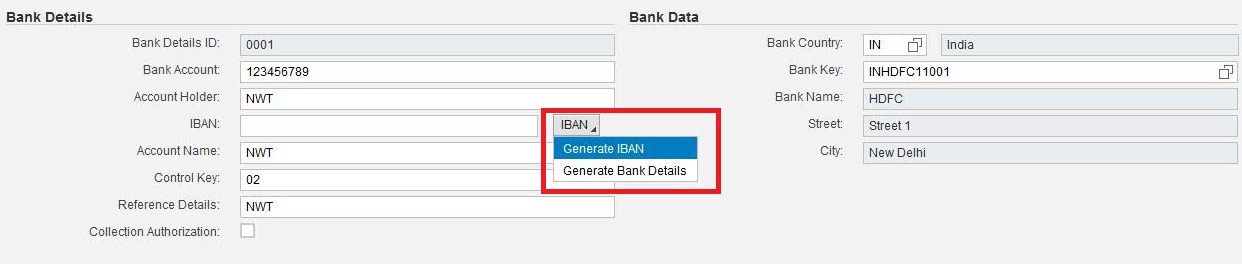 Bank Details
Bank Details ID: 0001
Bank Account: 123456789
Account Holder: NWT
IBAN: IBAN
Generate IBAN
Account Name: NWT
Generate Bank Details
Control Key: 02
Reference Details: NWT
Collection Authorization:
Bank Data
Bank Country: IN India
Bank Key: INHDFC11001
Bank Name: HDFC
Street: Street 1
City: New Delhi